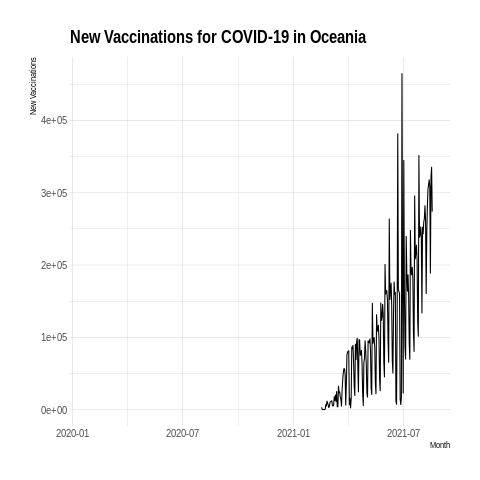 New Vaccinations for COVID-19 in Oceania
New Vaccinations
4e+05
3e+05
2e+05
1e+05
0e+00
2020-01 2020-07 2021-01 2021-07
Month